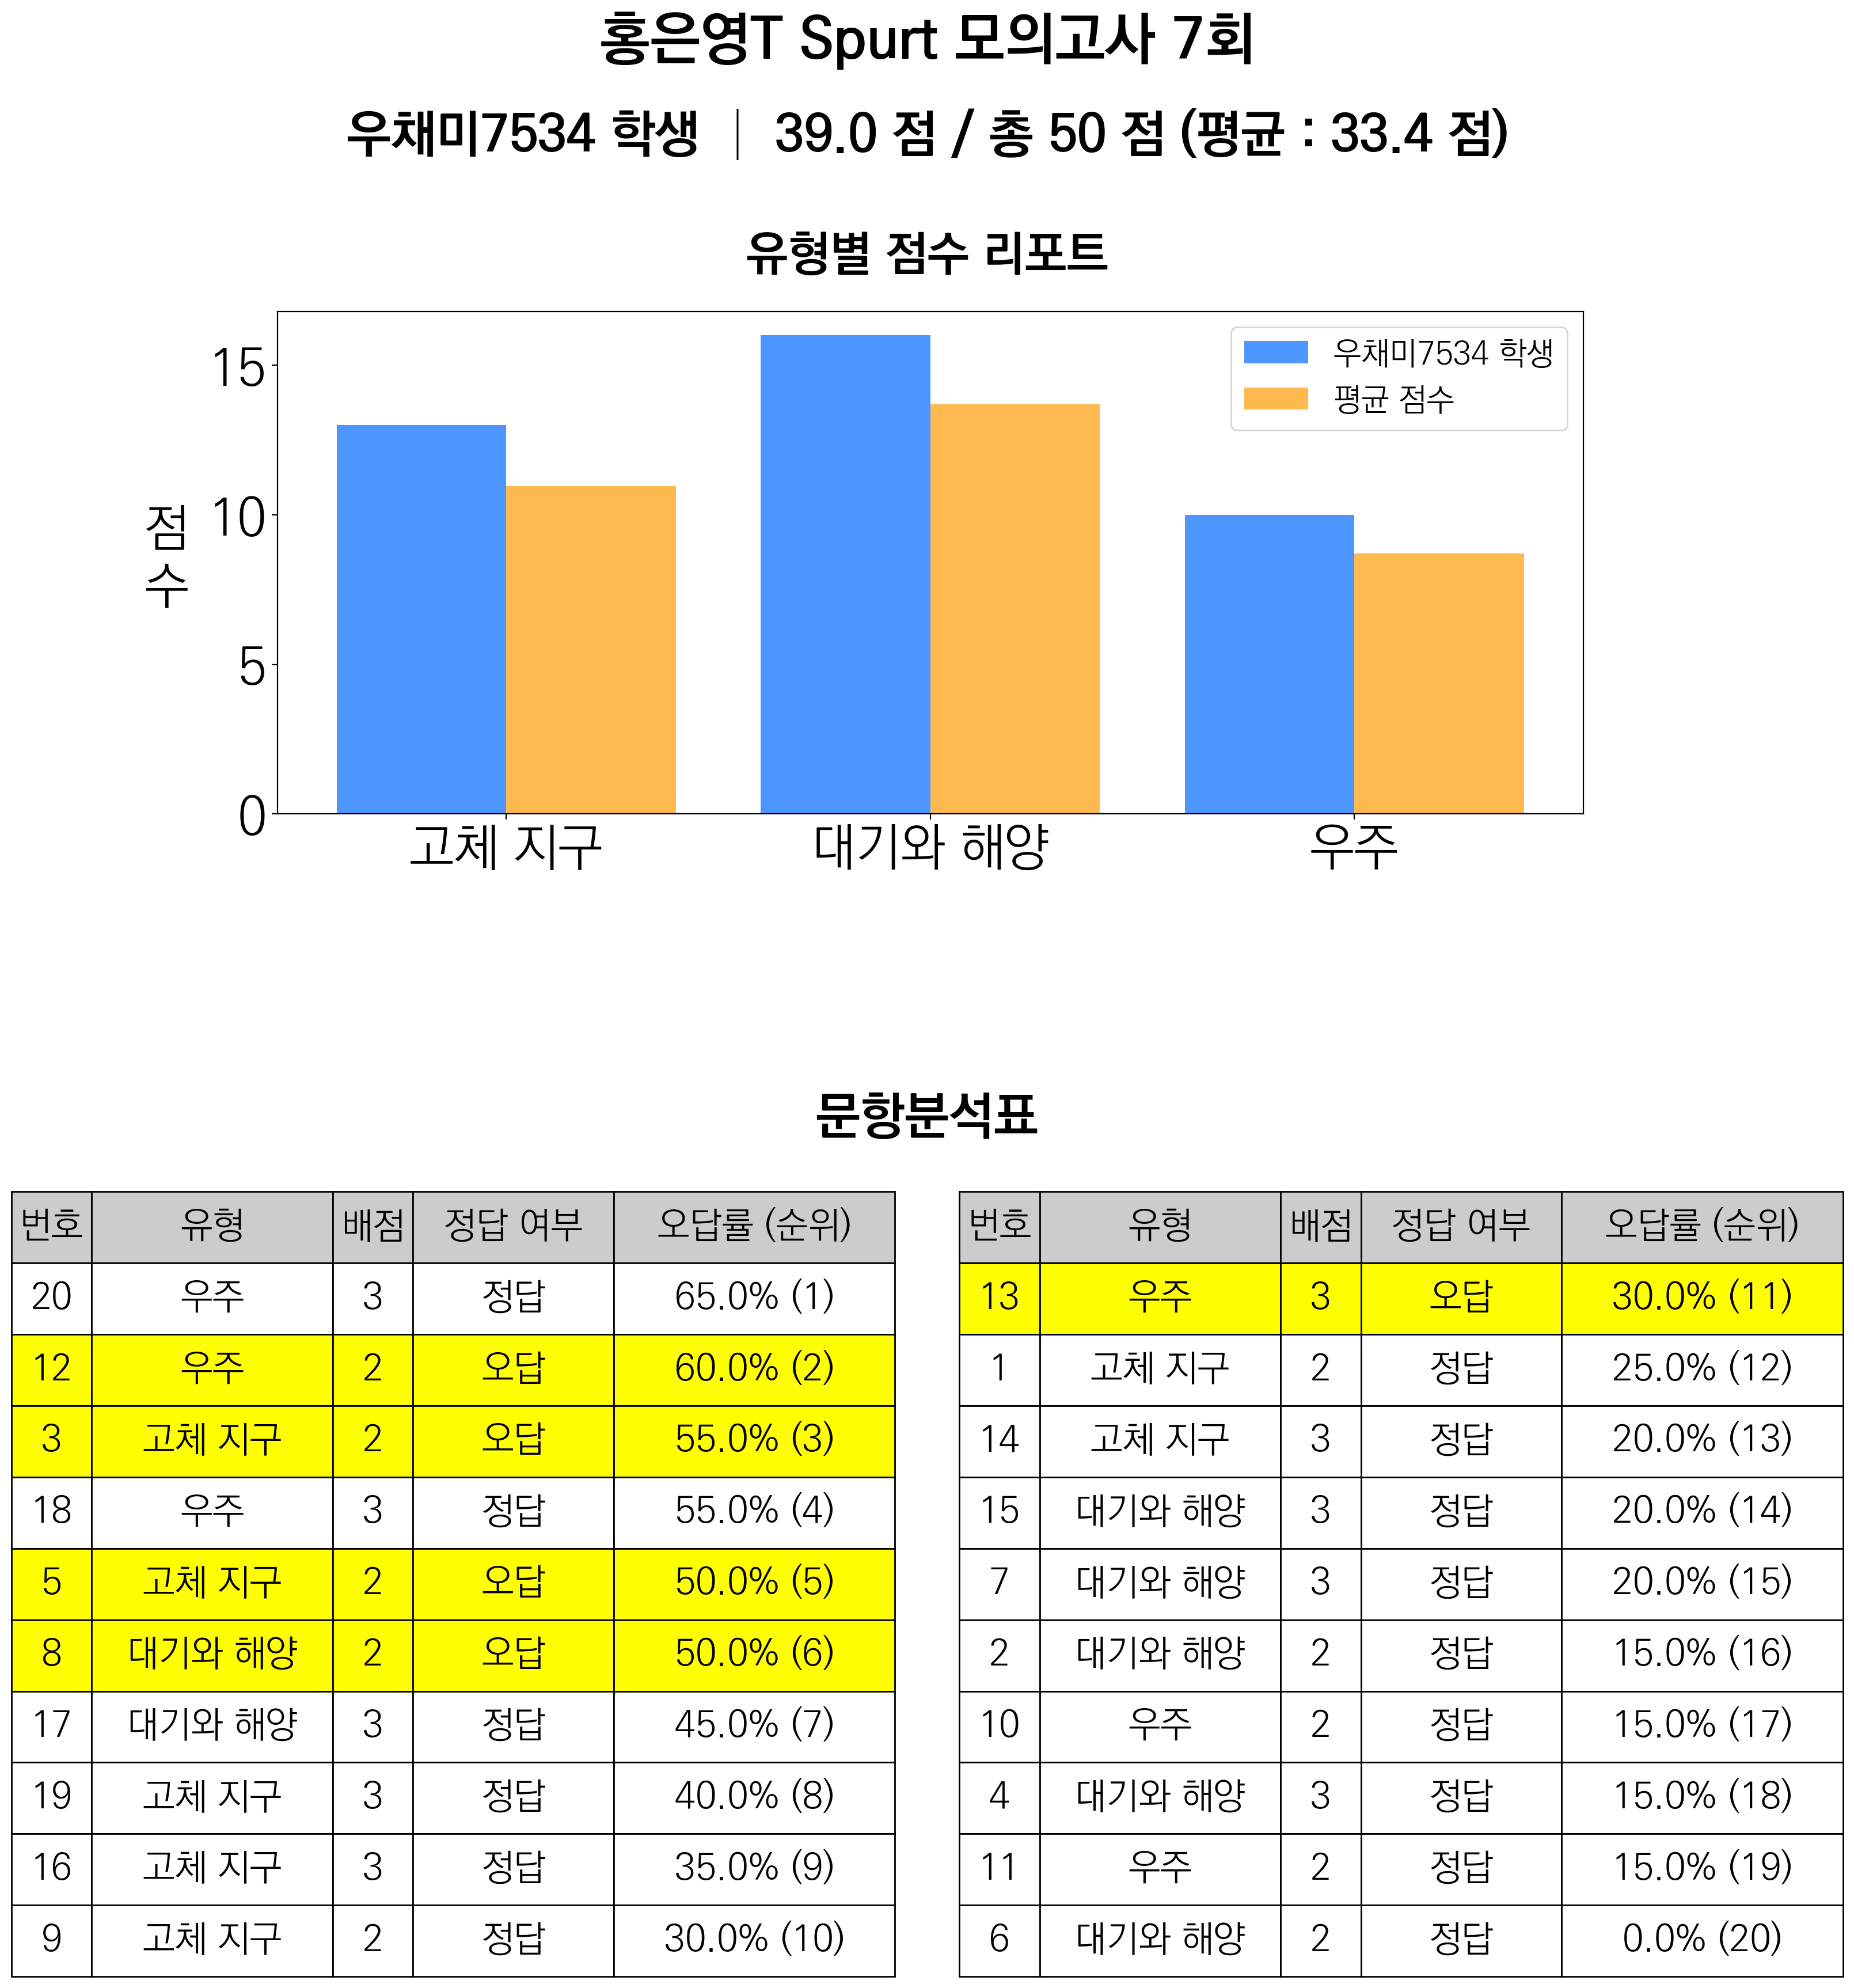 홍은영T Spurt 모의고사 7회
우채미7534 학생 │ 39.0 점 / 총 50 점 (평균 : 33.4 점)
유형별 점수 리포트
점수
15
10
5
0
우채미7534 학생
평균 점수
고체 지구 대기와 해양 우주
문항분석표
번호 유형 배점 정답 여부 오답률 (순위)
20 우주 3 정답 65.0% (1)
12 우주 2 오답 60.0% (2)
3 고체 지구 2 오답 55.0% (3)
18 우주 3 정답 55.0% (4)
5 고체 지구 2 오답 50.0% (5)
8 대기와 해양 2 오답 50.0% (6)
17 대기와 해양 3 정답 45.0% (7)
19 고체 지구 3 정답 40.0% (8)
16 고체 지구 3 정답 35.0% (9)
9 고체 지구 2 정답 30.0% (10)
번호 유형 배점 정답 여부 오답률 (순위)
13 우주 3 오답 30.0% (11)
1 고체 지구 2 정답 25.0% (12)
14 고체 지구 3 정답 20.0% (13)
15 대기와 해양 3 정답 20.0% (14)
7 대기와 해양 3 정답 20.0% (15)
2 대기와 해양 2 정답 15.0% (16)
10 우주 2 정답 15.0% (17)
4 대기와 해양 3 정답 15.0% (18)
11 우주 2 정답 15.0% (19)
6 대기와 해양 2 정답 0.0% (20)